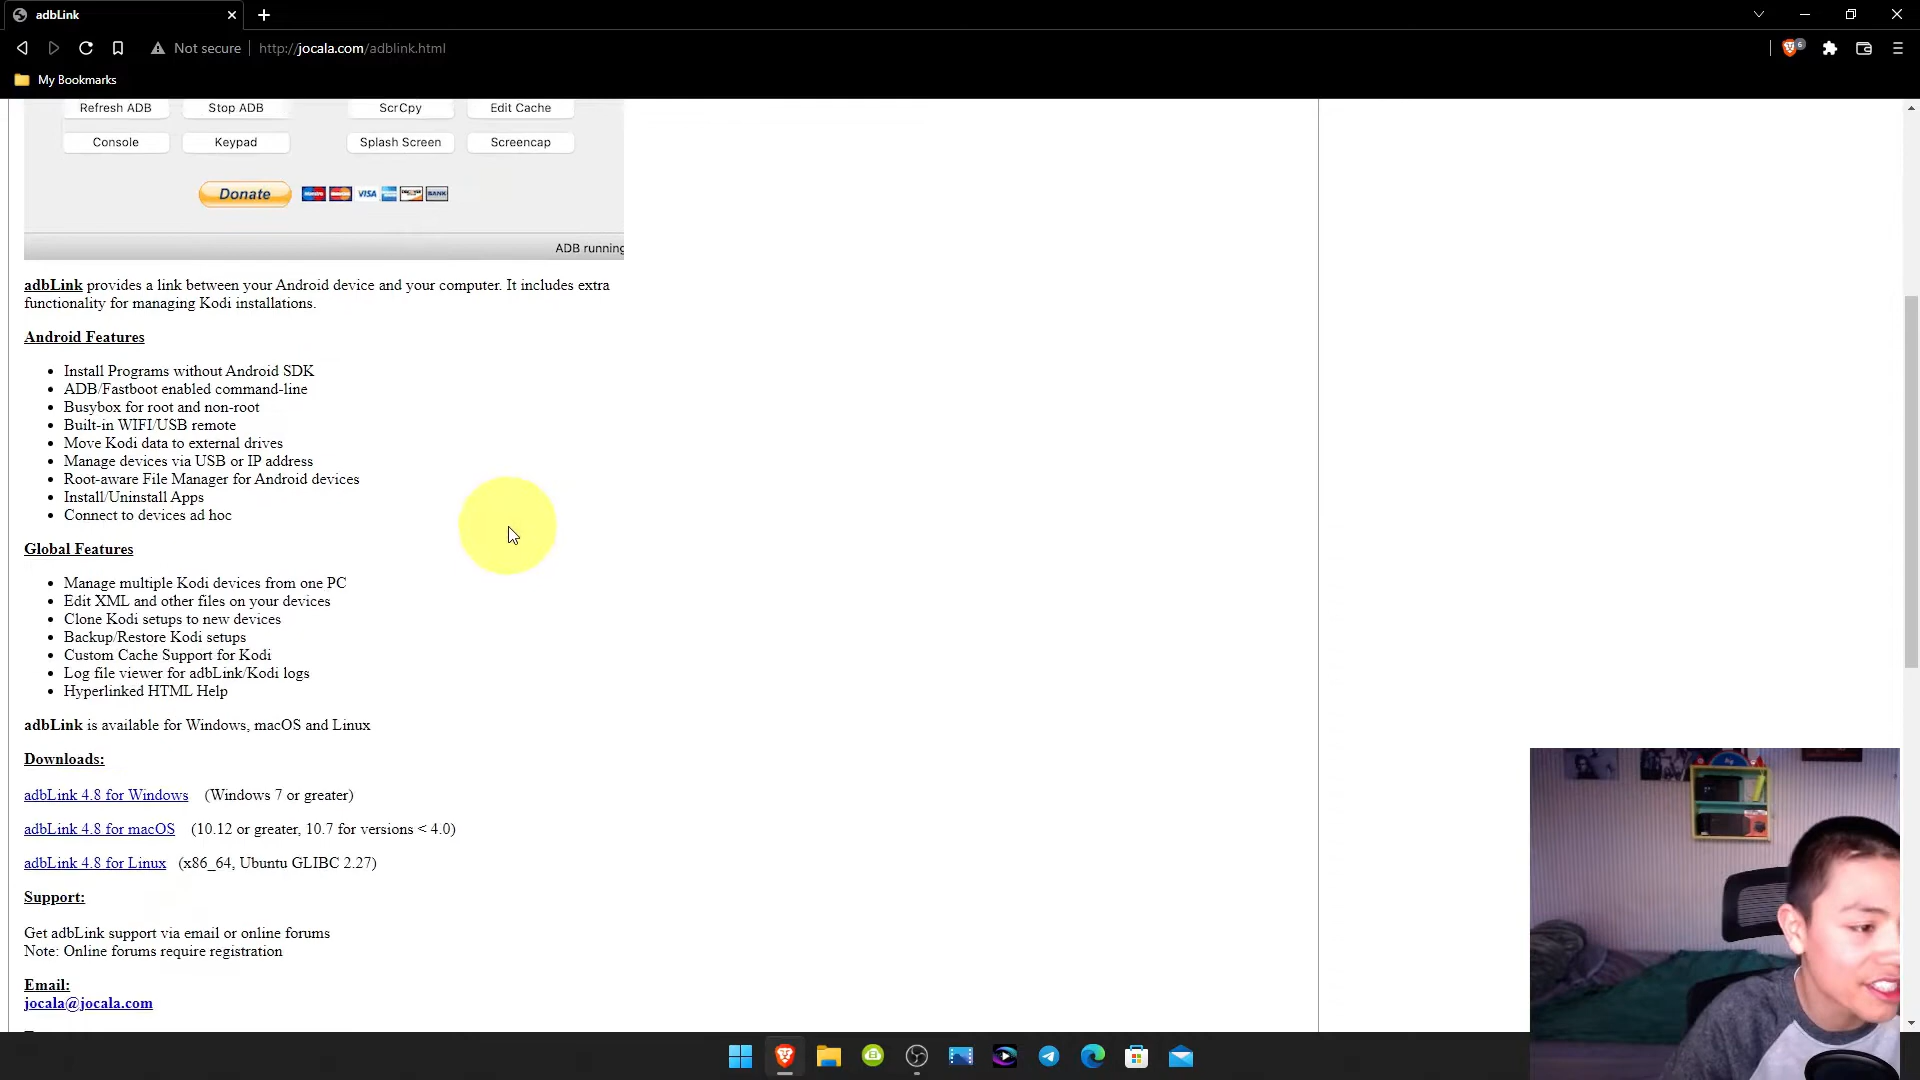 adbLink
Not secure
http://jocala.com/adblink.html
6
My Bookmarks
Refresh ADB
Stop ADB
ScrCpy
Edit Cache
Console
Keypad
Splash Screen
Screencap
Donate
VISA
BANK
ADB running
adbLink provides a link between your Android device and your computer. It includes extra
functionality for managing Kodi installations.
Android Features
Install Programs without Android SDK
ADB/Fastboot enabled command-line
Busybox for root and non-root
Built-in WIFI/USB remote
Move Kodi data to external drives
Manage devices via USB or IP address
Root-aware File Manager for Android devices
Install/Uninstall Apps
Connect to devices ad hoc
Global Features
Manage multiple Kodi devices from one PC
Edit XML and other files on your devices
Clone Kodi setups to new devices
Backup/Restore Kodi setups
Custom Cache Support for Kodi
Log file viewer for adbLink/Kodi logs
Hyperlinked HTML Help
adbLink is available for Windows, macOS and Linux
Downloads:
adbLink 4.8 for Windows (Windows 7 or greater)
adbLink 4.8 for macOS (10.12 or greater, 10.7 for versions < 4.0)
adbLink 4.8 for Linux (x86_64, Ubuntu GLIBC 2.27)
Support:
Get adbLink support via email or online forums
Note: Online forums require registration
Email:
jocala@jocala.com